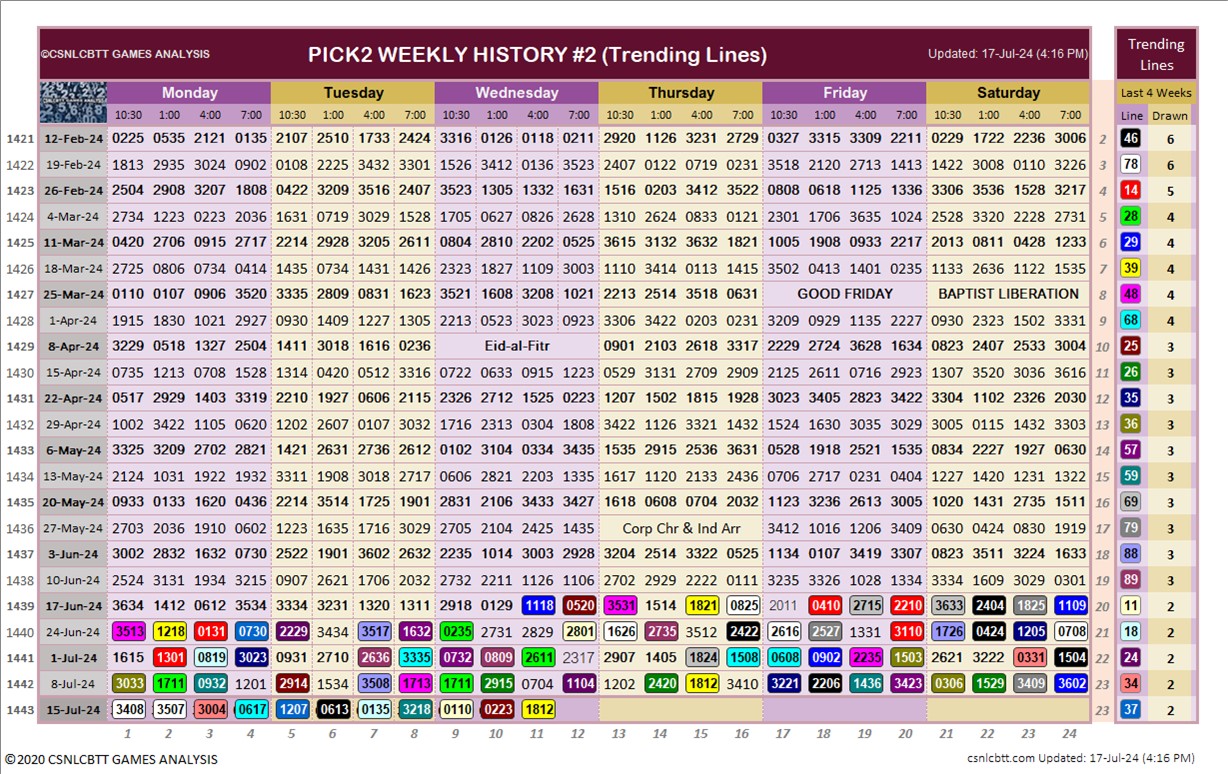 ©CSNLCBTT GAMES ANALYSIS PICK2 WEEKLY HISTORY #2 (Trending Lines) Updated: 17-Jul-24 (4:16 PM) Trending Lines
Monday Tuesday Wednesday Thursday Friday Saturday Last 4 Weeks
10:30 1:00 4:00 7:00 10:30 1:00 4:00 7:00 10:30 1:00 4:00 7:00 10:30 1:00 4:00 7:00 10:30 1:00 4:00 7:00 10:30 1:00 4:00 7:00 Line Drawn
1421 12-Feb-24 0225 0535 2121 0135 2107 2510 1733 2424 3316 0126 0118 0211 2920 1126 3231 2729 0327 3315 3309 2211 0229 1722 2236 3006 2 46 6
1422 19-Feb-24 1813 2935 3024 0902 0108 2225 3432 3301 1526 3412 0136 3523 2407 0122 0719 0231 3518 2120 2713 1413 1422 3008 0110 3226 3 78 6
1423 26-Feb-24 2504 2908 3207 1808 0422 3209 3516 2407 3523 1305 1332 1631 1516 0203 3412 3522 0808 0618 1125 1336 3306 3536 1528 3217 4 14 5
1424 4-Mar-24 2734 1223 0223 2036 1631 0719 3029 1528 1705 0627 0826 2628 1310 2624 0833 0121 2301 1706 3635 1024 2528 3320 2228 2731 5 28 4
1425 11-Mar-24 0420 2706 0915 2717 2214 2928 3205 2611 0804 2810 2202 0525 3615 3132 3632 1821 1005 1908 0933 2217 2013 0811 0428 1233 6 29 4
1426 18-Mar-24 2725 0806 0734 0414 1435 0734 1431 1426 2323 1827 1109 3003 1110 3414 0113 1415 3502 0413 1401 0235 1133 2636 1122 1535 7 39 4
1427 25-Mar-24 0110 0107 0906 3520 3335 2809 0831 1623 3521 1608 3208 1021 2213 2514 3518 0631 GOOD FRIDAY BAPTIST LIBERATION 8 48 4
1428 1-Apr-24 1915 1830 1021 2927 0930 1409 1227 1305 2213 0523 3023 0923 3306 3422 0203 0231 3209 0929 1135 2227 0930 2323 1502 3331 9 68 4
1429 8-Apr-24 3229 0518 1327 2504 1411 3018 1616 0236 Eid-al-Fitr 0901 2103 2618 3317 2229 2724 3628 1634 0823 2407 2533 3004 10 25 3
1430 15-Apr-24 0735 1213 0708 1528 1314 0420 0512 3316 0722 0633 0915 1223 0529 3131 2709 2909 2125 2611 0716 2923 1307 3520 3036 3616 11 26 3
1431 22-Apr-24 0517 2929 1403 3319 2210 1927 0606 2115 2326 2712 1525 0223 1207 1502 1815 1928 3023 3405 2823 3422 3304 1102 2326 2030 12 35 3
1432 29-Apr-24 1002 3422 1105 0620 1202 2607 0107 3032 1716 2313 0304 1808 3422 1126 3321 1432 1524 1630 3035 3029 3005 0115 1432 3303 13 36 3
1433 6-May-24 3325 3209 2702 2821 1421 2631 2736 2612 0102 3104 0334 3435 1535 2915 2536 3631 0528 1918 2521 1535 0834 2227 1927 0630 14 57 3
1434 13-May-24 2124 1031 1922 1932 3311 1908 3018 2711 0606 2821 2203 1335 1617 1120 2133 2436 0706 2717 0231 0404 1227 1420 1231 1322 15 59 3
1435 20-May-24 0933 0133 1620 0436 2214 3514 1725 1901 2831 2106 3433 3427 1618 0608 0704 2032 1123 3236 2613 3005 1020 1431 2735 1511 16 69 3
1436 27-May-24 2703 2036 1910 0602 1223 1635 1716 3029 2705 2104 2425 1435 Corp Chr & Ind Arr 3412 1016 1206 3409 0630 0424 0830 1919 17 79 3
1437 3-Jun-24 3002 2832 1632 0730 2522 1901 3602 2632 2235 1014 3003 2928 3204 2514 3322 0525 1134 0107 3419 3307 0823 3511 3224 1633 18 88 3
1438 10-Jun-24 2524 3131 1934 3215 0907 2621 1706 2032 2732 2211 1126 1106 2702 2929 2222 0111 3235 3326 1028 1334 3334 1609 3029 0301 19 89 3
1439 17-Jun-24 3634 1412 0612 3534 3334 3231 1320 1311 2918 0129 1118 0520 3531 1514 1821 0825 2011 0410 2715 2210 3633 2404 1825 1109 20 11 2
1440 24-Jun-24 3513 1218 0131 0730 2229 3434 3517 1632 0235 2731 2829 2801 1626 2735 3512 2422 2616 2527 1331 3110 1726 0424 1205 0708 21 18 2
1441 1-Jul-24 1615 1301 0819 3023 0931 2710 2636 3335 0732 0809 2611 2317 2907 1405 1824 1508 0608 0902 2235 1503 2621 3222 0331 1504 22 24 2
1442 8-Jul-24 3033 1711 0932 1201 2914 1534 3508 1713 1711 2915 0704 1104 1202 2420 1812 3410 3221 2206 1436 3423 0306 1529 3409 3602 23 34 2
1443 15-Jul-24 3408 3507 3004 0617 1207 0613 0135 3218 0110 0223 1812 23 37 2
1 2 3 4 5 6 7 8 9 10 11 12 13 14 15 16 17 18 19 20 21 22 23 24
©2020 CSNLCBTT GAMES ANALYSIS csnlcbtt.com Updated: 17-Jul-24 (4:16 PM)